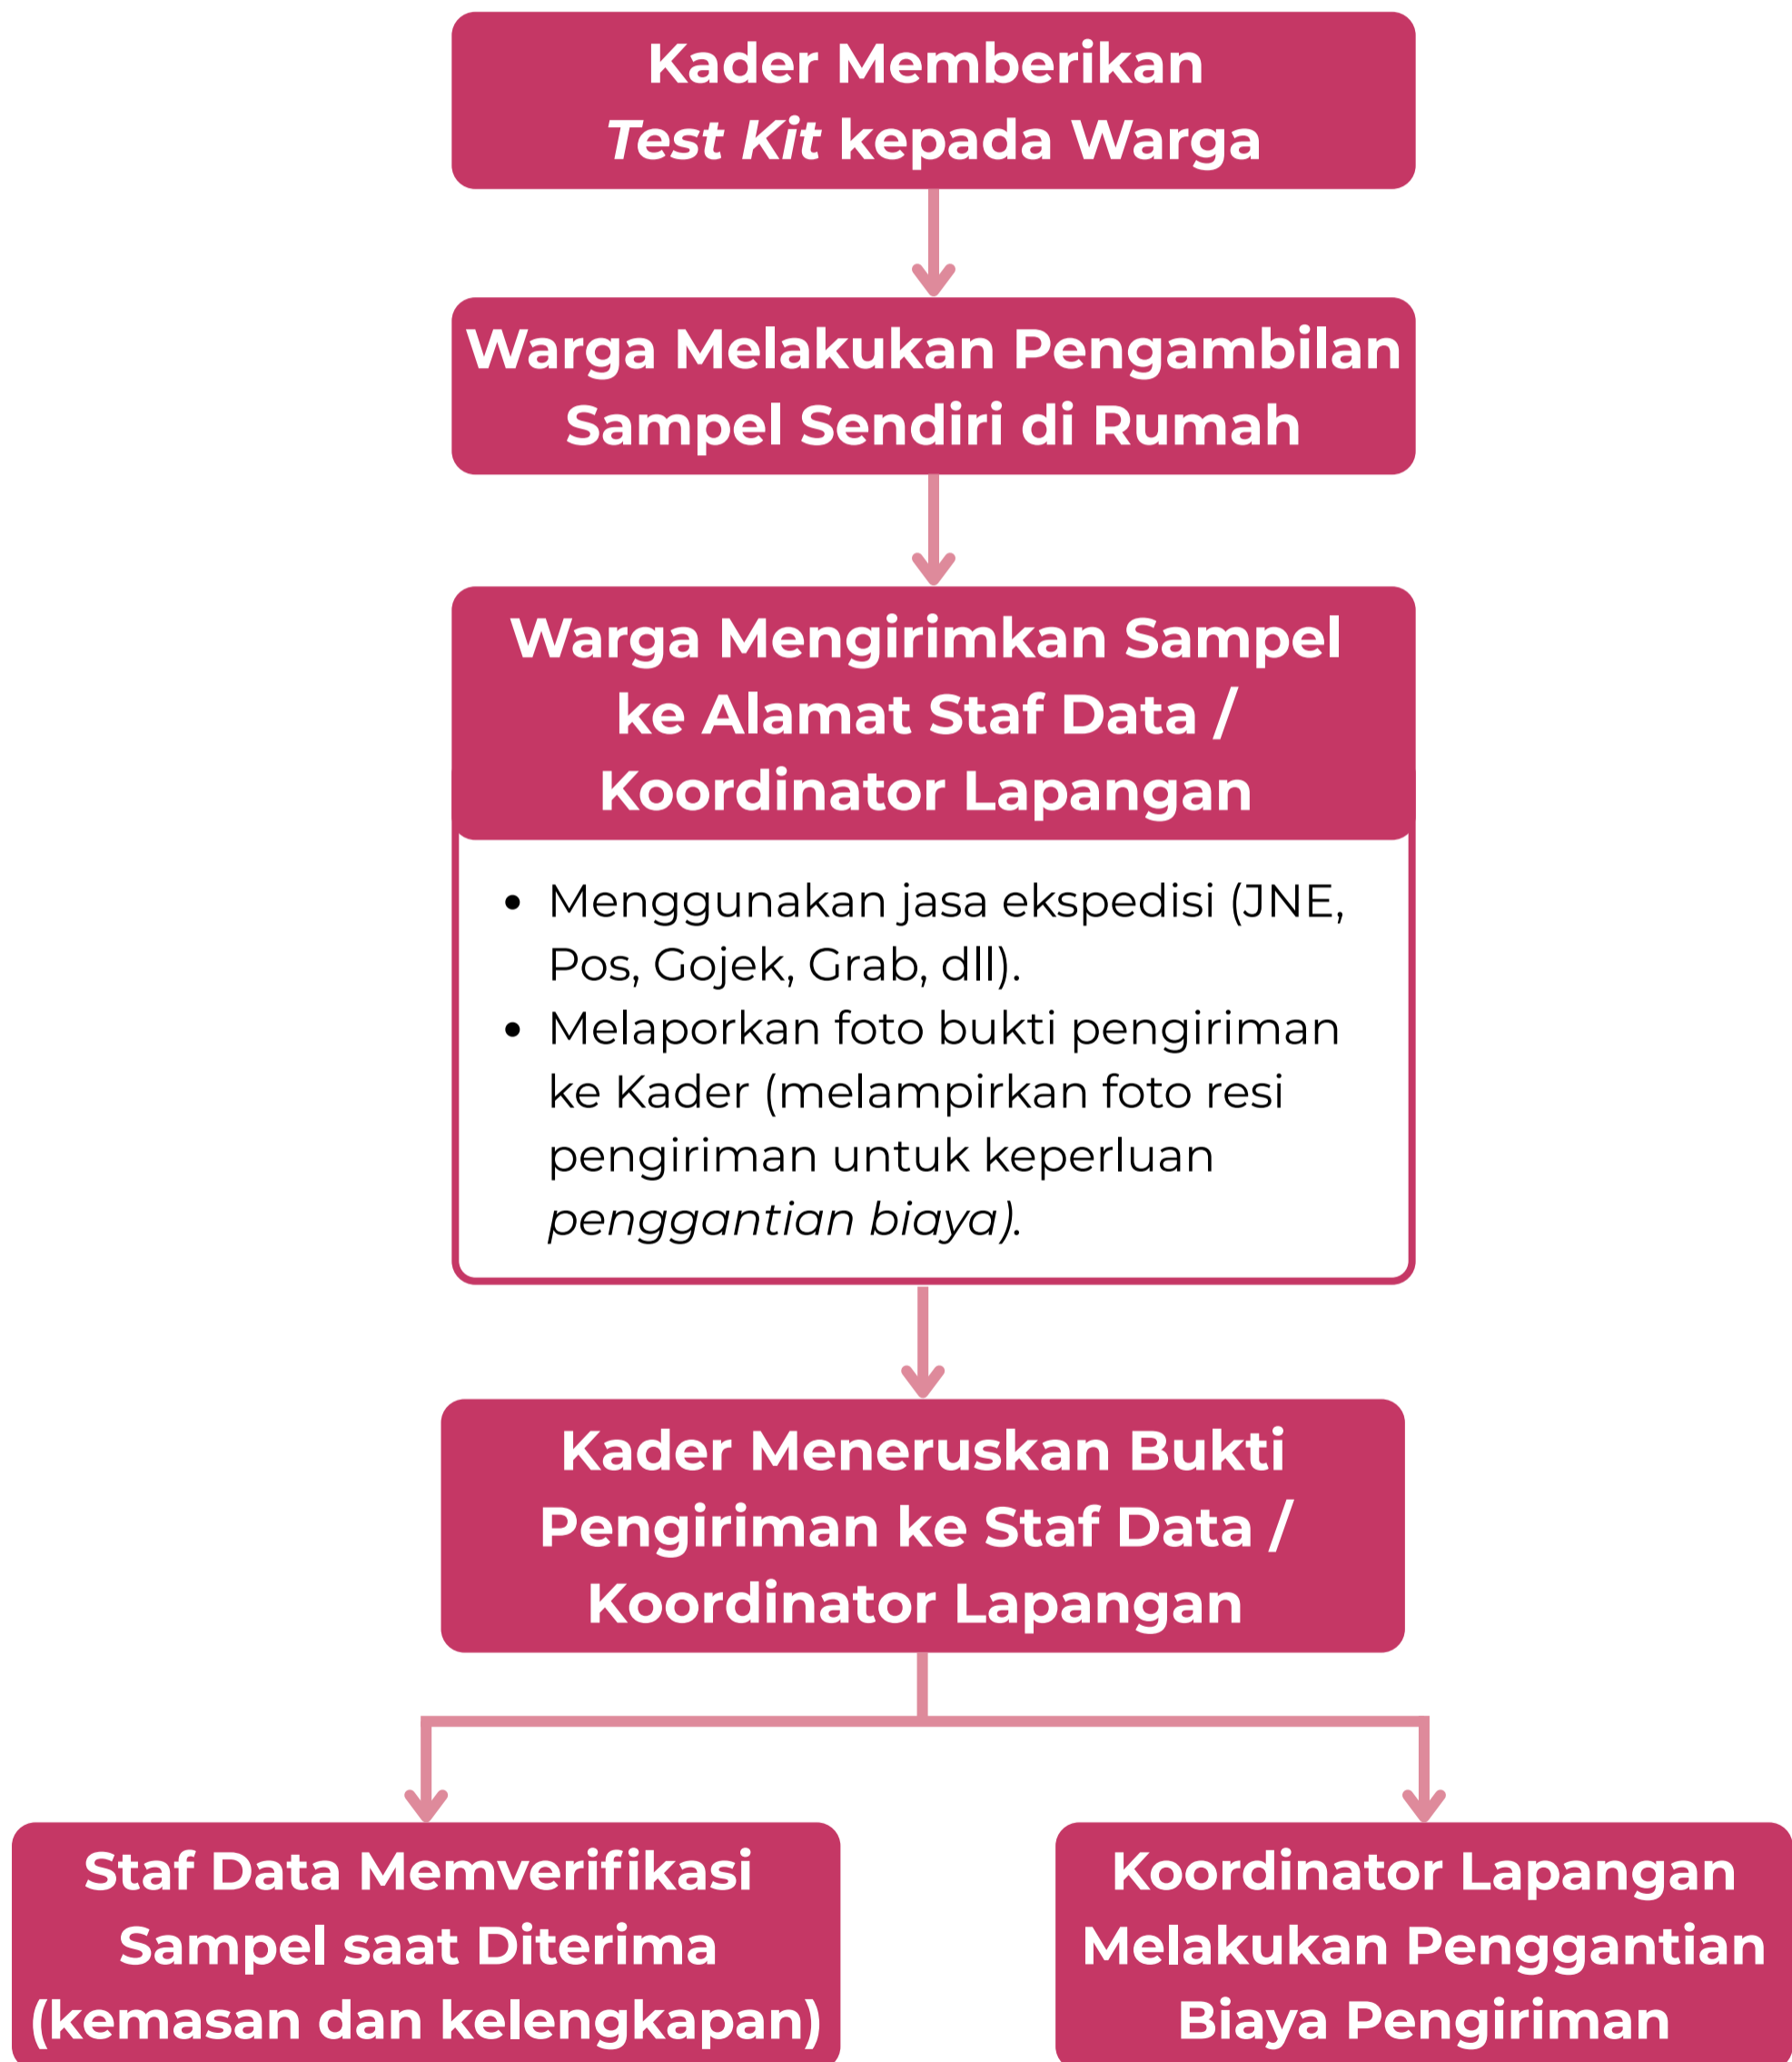 Kader Memberikan
Test Kit kepada Warga
Warga Melakukan Pengambilan
Sampel Sendiri di Rumah
Warga Mengirimkan Sampel
ke Alamat Staf Data /
Koordinator Lapangan
• Menggunakan jasa ekspedisi (JNE,
Pos, Gojek, Grab, dll).
• Melaporkan foto bukti pengiriman
ke Kader (melampirkan foto resi
pengiriman untuk keperluan
penggantian biaya).
Kader Meneruskan Bukti
Pengiriman ke Staf Data /
Koordinator Lapangan
Staf Data Memverifikasi
Sampel saat Diterima
(kemasan dan kelengkapan)
Koordinator Lapangan
Melakukan Penggantian
Biaya Pengiriman